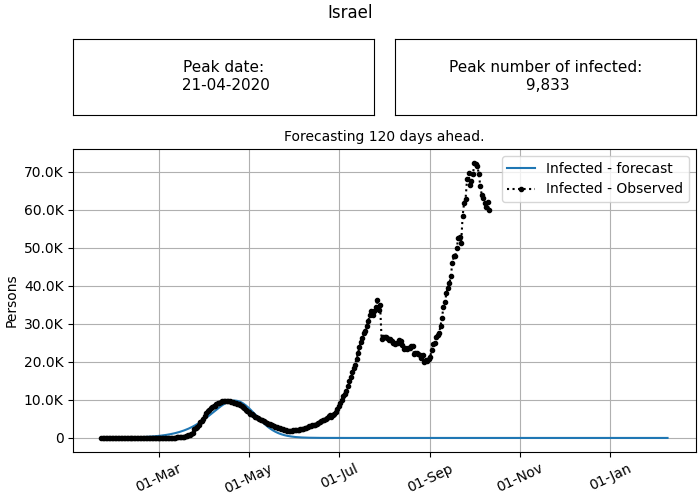 Israel
Peak date:
21-04-2020
Peak number of infected:
9,833
Forecasting 120 days ahead.
Infected - forecast
Infected - Observed
70.0K
60.0K
50.0K
40.0K
30.0K
20.0K
10.0K
0
Persons
01-Mar
01-May
01-Jul
01-Sep
01-Nov
01-Jan